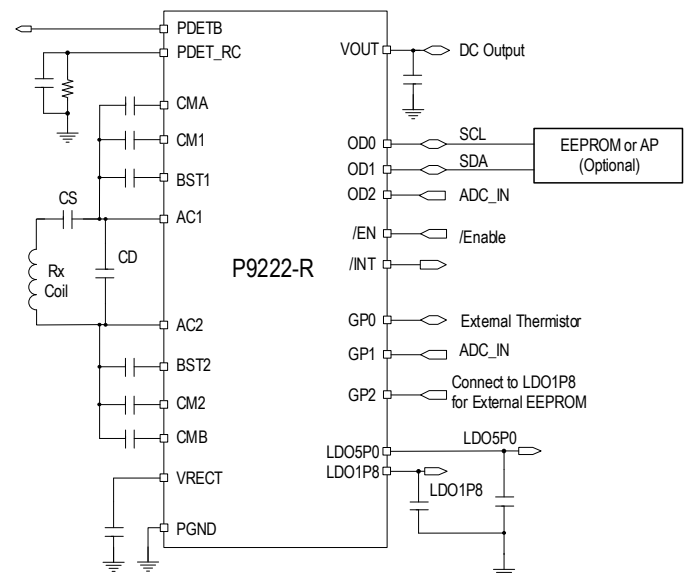 PDETB
PDET_RC
CMA
CM1
BST1
CS
AC1
Rx
Coil
CD
AC2
BST2
CM2
CMB
VRECT
PGND
P9222-R
VOUT
DC Output
OD0
SCL
OD1
SDA
EEPROM or AP
(Optional)
OD2
ADC_IN
/EN
/Enable
/INT
GP0
External Thermistor
GP1
ADC_IN
GP2
Connect to LDO1P8
for External EEPROM
LDO5P0
LDO5P0
LDO1P8
LDO1P8